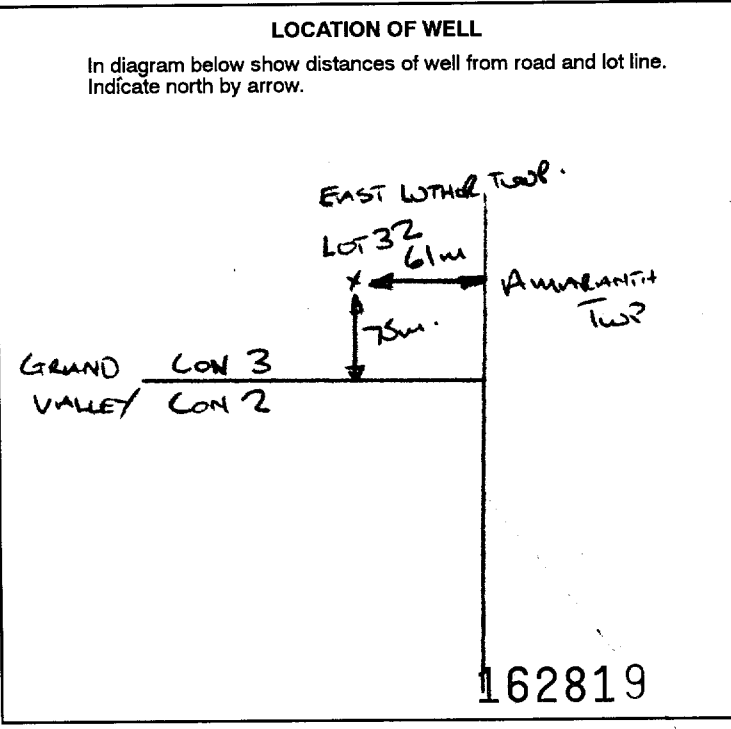 LOCATION OF WELL
In diagram below show distances of well from road and lot line.
Indicate north by arrow.
EAST LUTHER TWP.
LOT 32
61m
AMARANTH
TWP
75m.
GRAND CON 3
VALLEY CON 2
162819